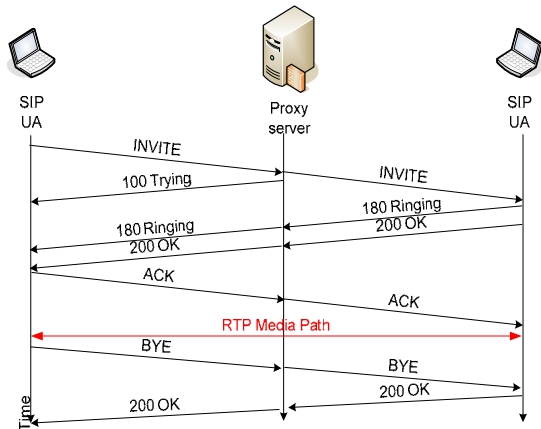 SIP
UA
Proxy
server
SIP
UA
INVITE
INVITE
100 Trying
180 Ringing
180 Ringing
200 OK
200 OK
ACK
ACK
RTP Media Path
BYE
BYE
200 OK
200 OK
Time